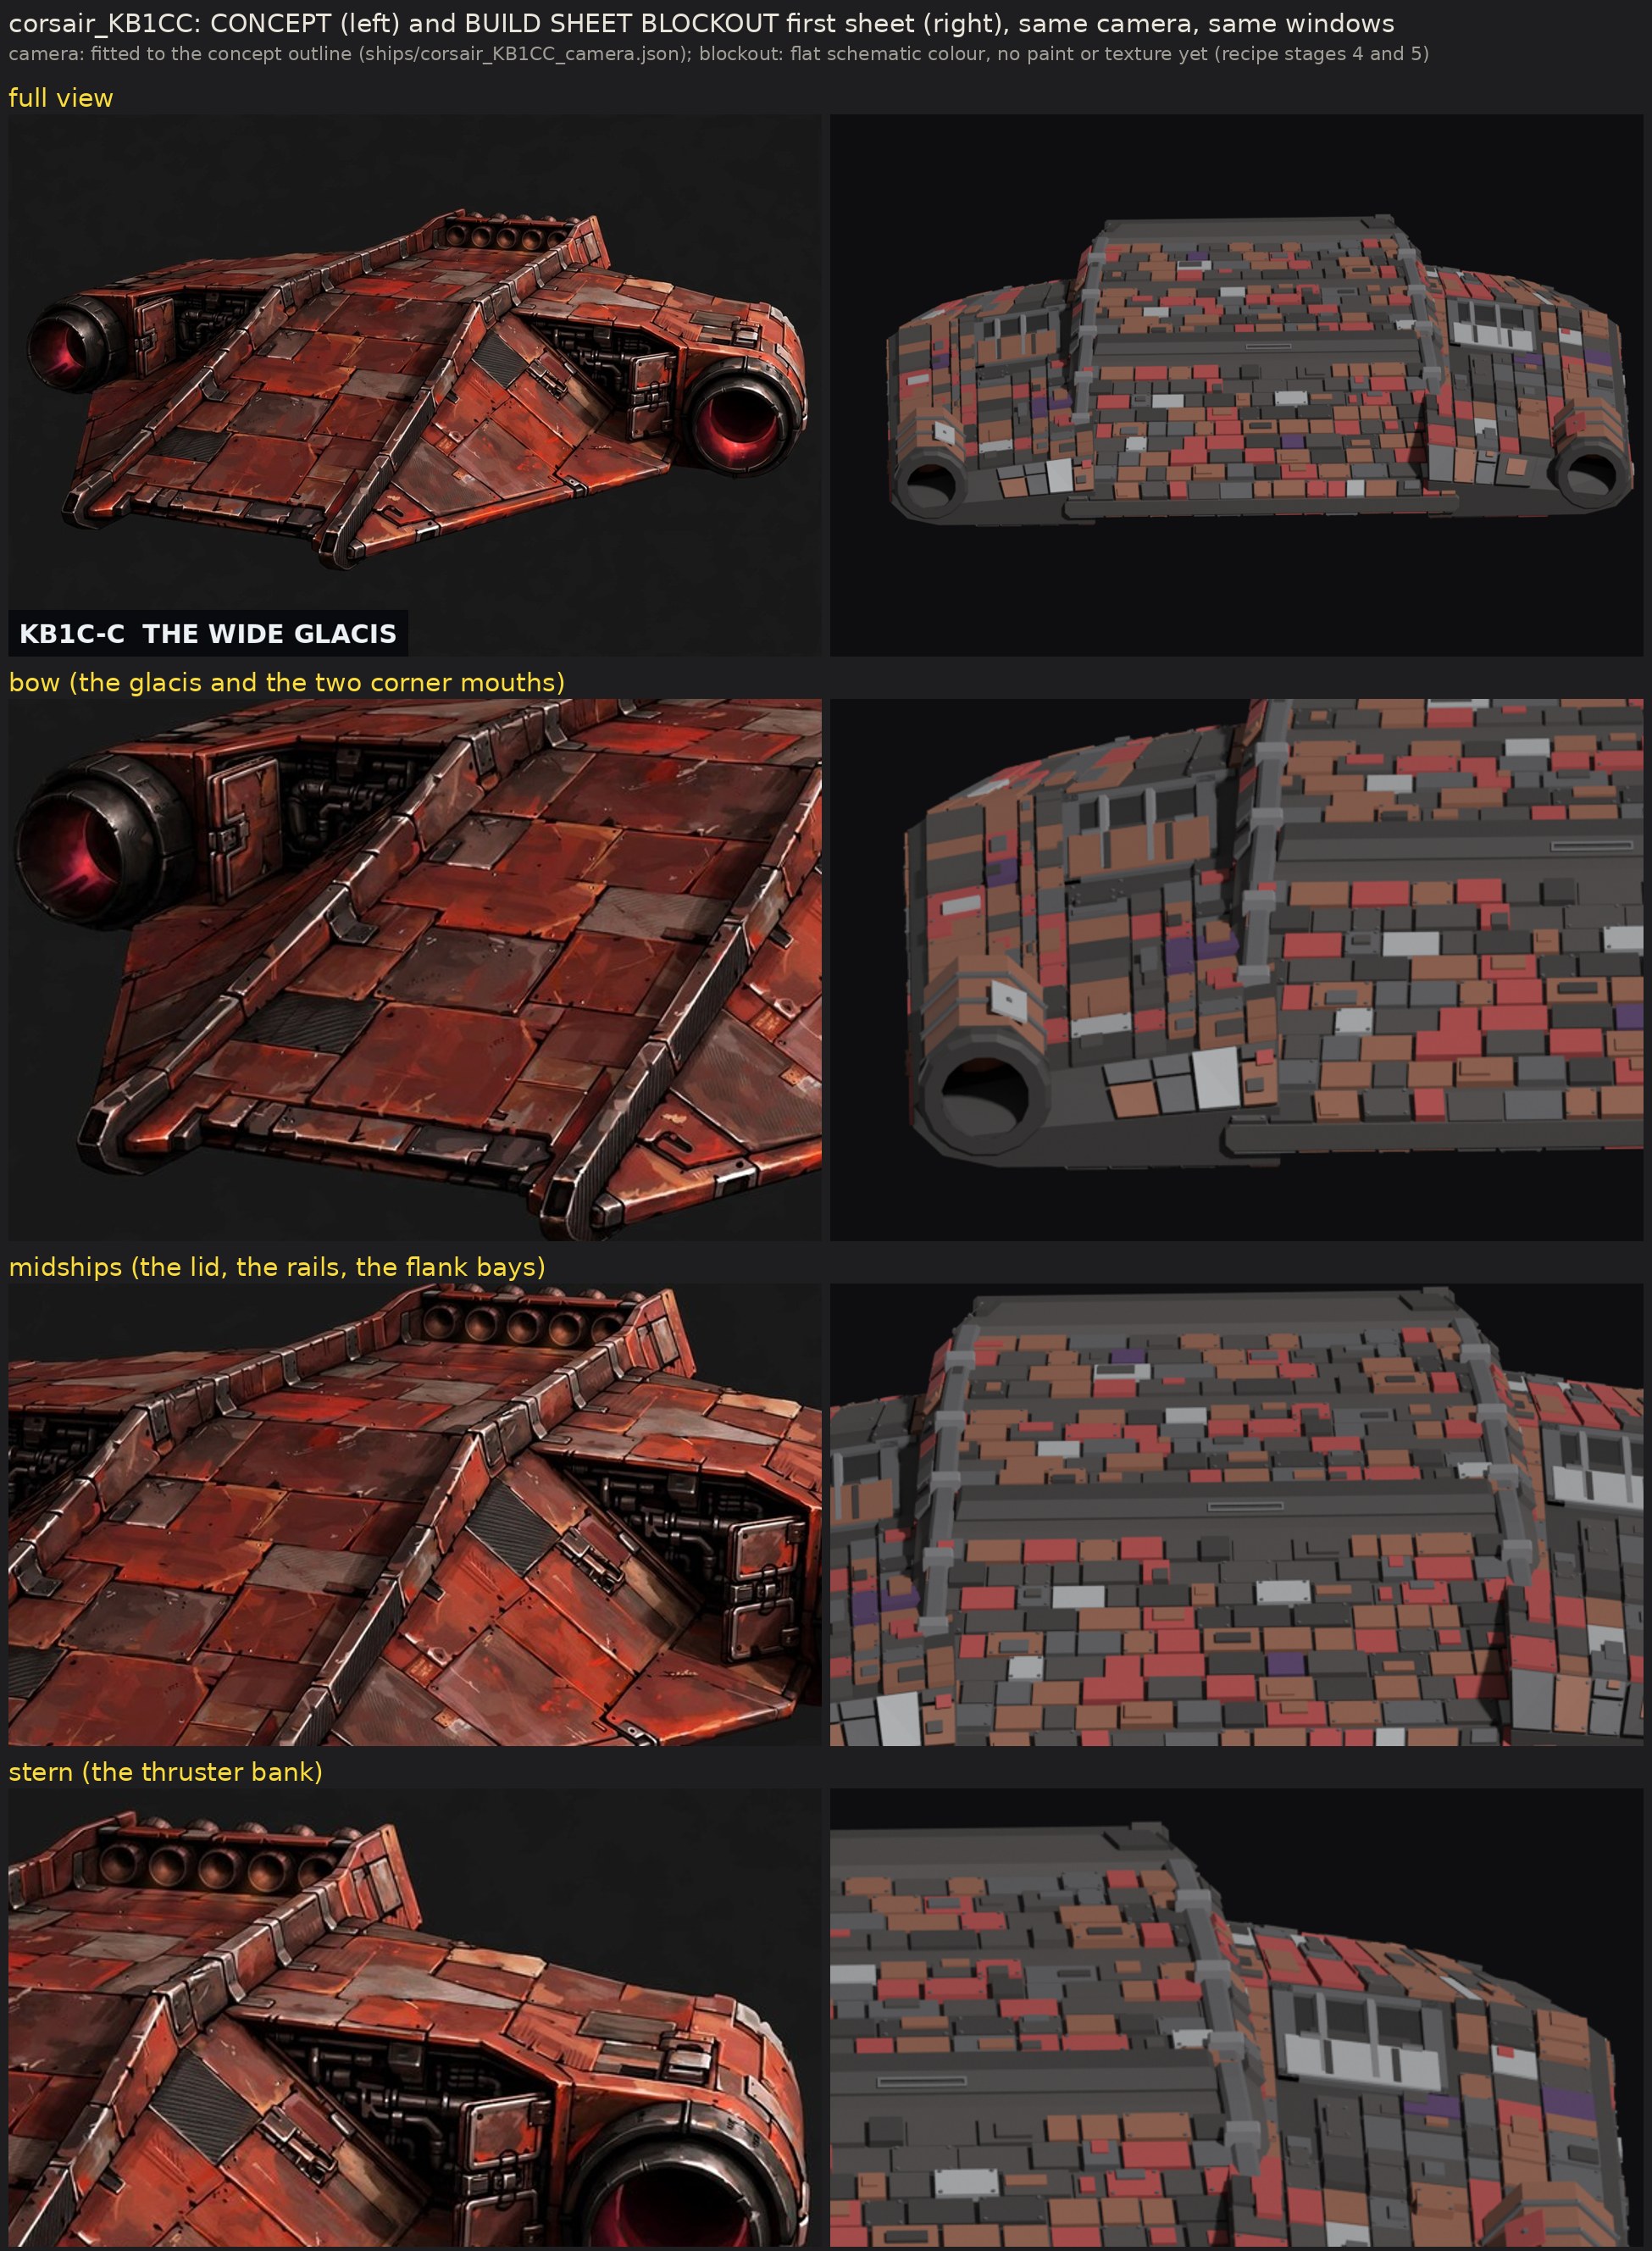 corsair_KB1CC: CONCEPT (left) and BUILD SHEET BLOCKOUT first sheet (right), same camera, same windows
camera: fitted to the concept outline (ships/corsair_KB1CC_camera.json); blockout: flat schematic colour, no paint or texture yet (recipe stages 4 and 5)
full view
KB1C-C THE WIDE GLACIS
bow (the glacis and the two corner mouths)
midships (the lid, the rails, the flank bays)
stern (the thruster bank)